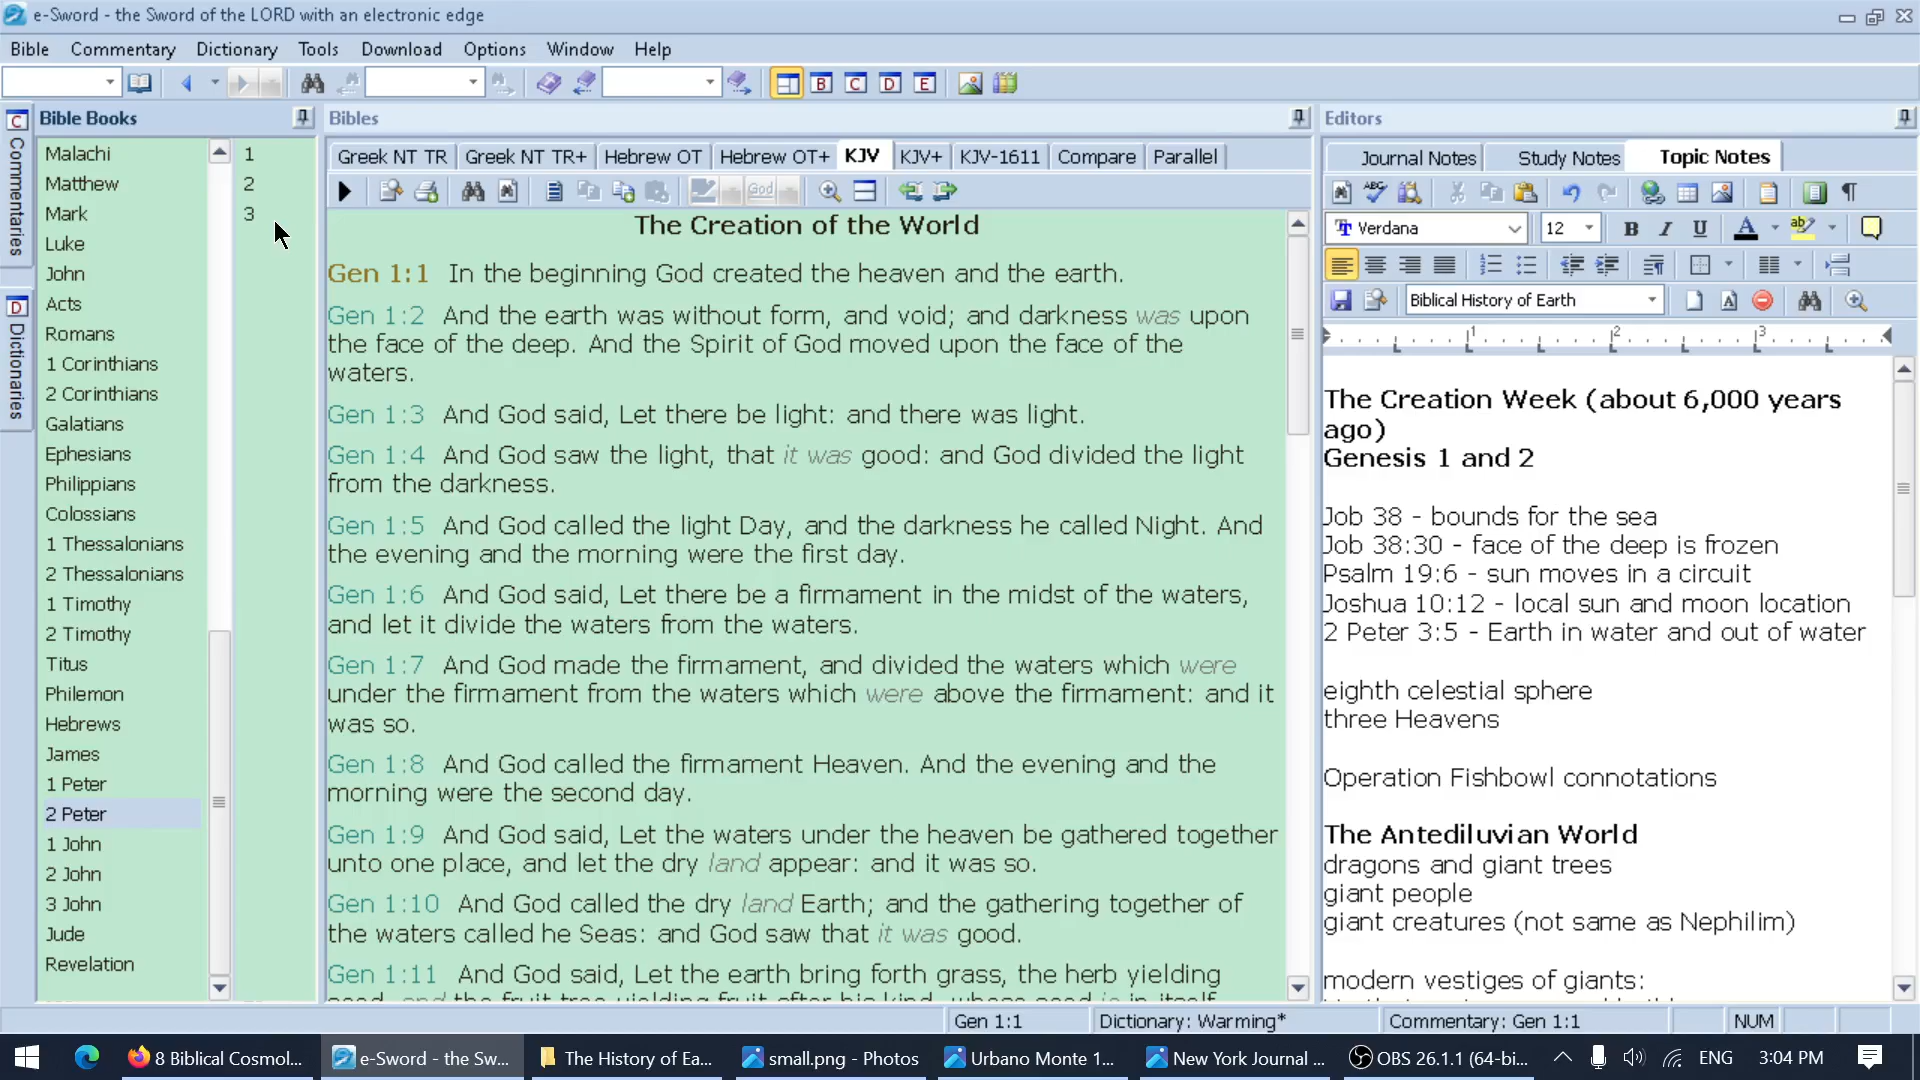 e-Sword - the Sword of the LORD with an electronic edge
Bible Commentary Dictionary Tools Download Options Window Help
B C D E
Bible Books
Bibles
Editors
C Commentaries
D Dictionaries
Malachi
Matthew
Mark
Luke
John
Acts
Romans
1 Corinthians
2 Corinthians
Galatians
Ephesians
Philippians
Colossians
1 Thessalonians
2 Thessalonians
1 Timothy
2 Timothy
Titus
Philemon
Hebrews
James
1 Peter
2 Peter
1 John
2 John
3 John
Jude
Revelation
1
2
3
Greek NT TR Greek NT TR+ Hebrew OT Hebrew OT+ KJV KJV+ KJV-1611 Compare Parallel
God
The Creation of the World
Gen 1:1 In the beginning God created the heaven and the earth.
Gen 1:2 And the earth was without form, and void; and darkness was upon
the face of the deep. And the Spirit of God moved upon the face of the
waters.
Gen 1:3 And God said, Let there be light: and there was light.
Gen 1:4 And God saw the light, that it was good: and God divided the light
from the darkness.
Gen 1:5 And God called the light Day, and the darkness he called Night. And
the evening and the morning were the first day.
Gen 1:6 And God said, Let there be a firmament in the midst of the waters,
and let it divide the waters from the waters.
Gen 1:7 And God made the firmament, and divided the waters which were
under the firmament from the waters which were above the firmament: and it
was so.
Gen 1:8 And God called the firmament Heaven. And the evening and the
morning were the second day.
Gen 1:9 And God said, Let the waters under the heaven be gathered together
unto one place, and let the dry land appear: and it was so.
Gen 1:10 And God called the dry land Earth; and the gathering together of
the waters called he Seas: and God saw that it was good.
Gen 1:11 And God said, Let the earth bring forth grass, the herb yielding
seed, and the fruit tree yielding fruit after his kind, whose seed is in itself,
Journal Notes Study Notes Topic Notes
ABC
Verdana 12 B I U A ab
Biblical History of Earth
1 2 3
The Creation Week (about 6,000 years
ago)
Genesis 1 and 2
Job 38 - bounds for the sea
Job 38:30 - face of the deep is frozen
Psalm 19:6 - sun moves in a circuit
Joshua 10:12 - local sun and moon location
2 Peter 3:5 - Earth in water and out of water
eighth celestial sphere
three Heavens
Operation Fishbowl connotations
The Antediluvian World
dragons and giant trees
giant people
giant creatures (not same as Nephilim)
modern vestiges of giants:
Gen 1:1 Dictionary: Warming* Commentary: Gen 1:1 NUM
8 Biblical Cosmol... e-Sword - the Sw... The History of Ea... small.png - Photos Urbano Monte 1... New York Journal ... OBS 26.1.1 (64-bi... ENG 3:04 PM